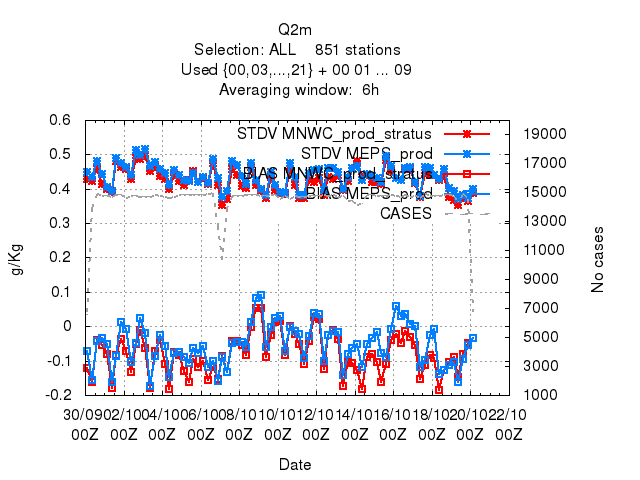 Q2m
Selection: ALL    851 stations
Used {00,03,...,21} + 00 01 ... 09
Averaging window:  6h
STDV MNWC_prod_stratus
STDV MEPS_prod
BIAS MNWC_prod_stratus
BIAS MEPS_prod
CASES
0.6
0.5
0.4
0.3
0.2
0.1
0
-0.1
-0.2
g/Kg
19000
17000
15000
13000
11000
9000
7000
5000
3000
1000
No cases
30/09 02/10 04/10 06/10 08/10 10/10 12/10 14/10 16/10 18/10 20/10 22/10
00Z 00Z 00Z 00Z 00Z 00Z 00Z 00Z 00Z 00Z 00Z 00Z
Date